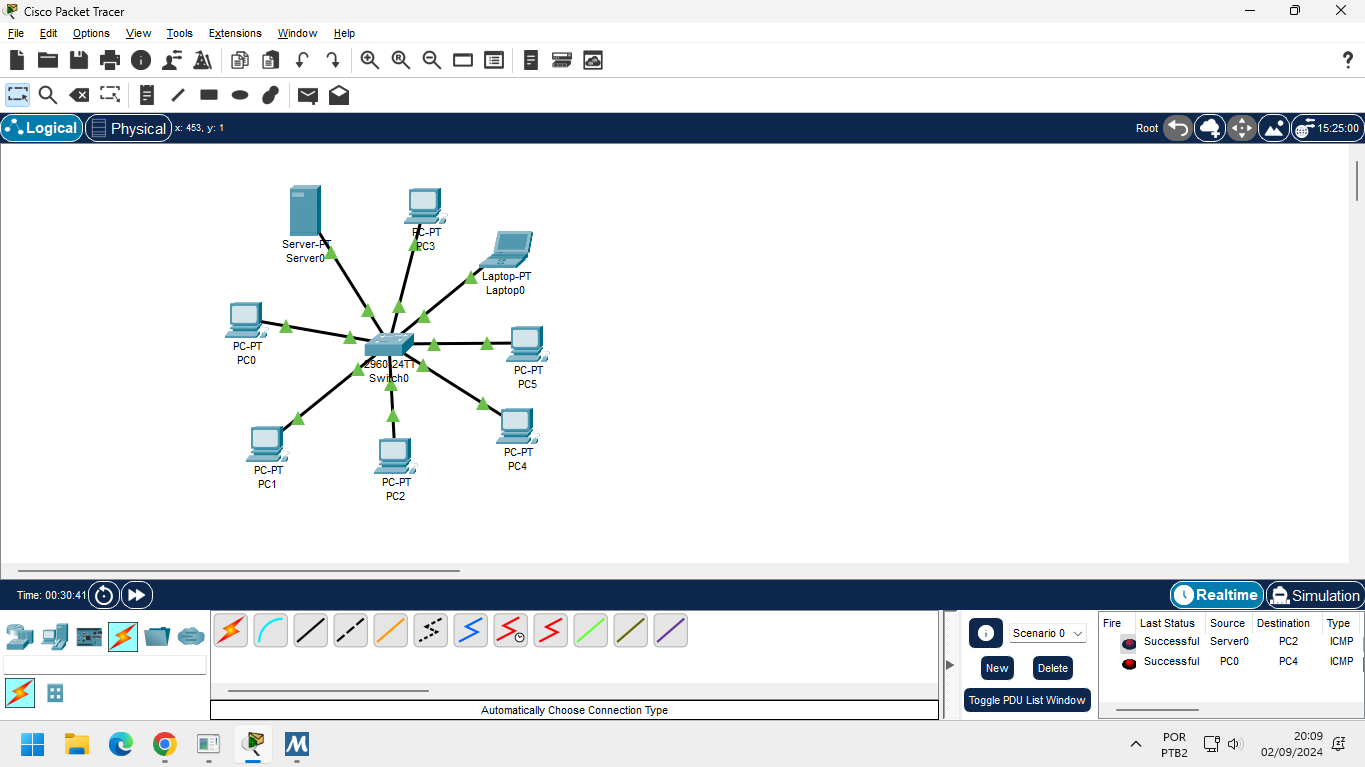 Cisco Packet Tracer
File Edit Options View Tools Extensions Window Help
Logical Physical x: 453, y: 1 Root 15:25:00
Server-PT
Server0
PC-PT
PC3
Laptop-PT
Laptop0
PC-PT
PC0
2960-24TT
Switch0
PC-PT
PC5
PC-PT
PC4
PC-PT
PC1
PC-PT
PC2
Time: 00:30:41 Realtime Simulation
Scenario 0
New Delete
Toggle PDU List Window
Fire Last Status Source Destination Type
Successful Server0 PC2 ICMP
Successful PC0 PC4 ICMP
Automatically Choose Connection Type
POR
PTB2
20:09
02/09/2024